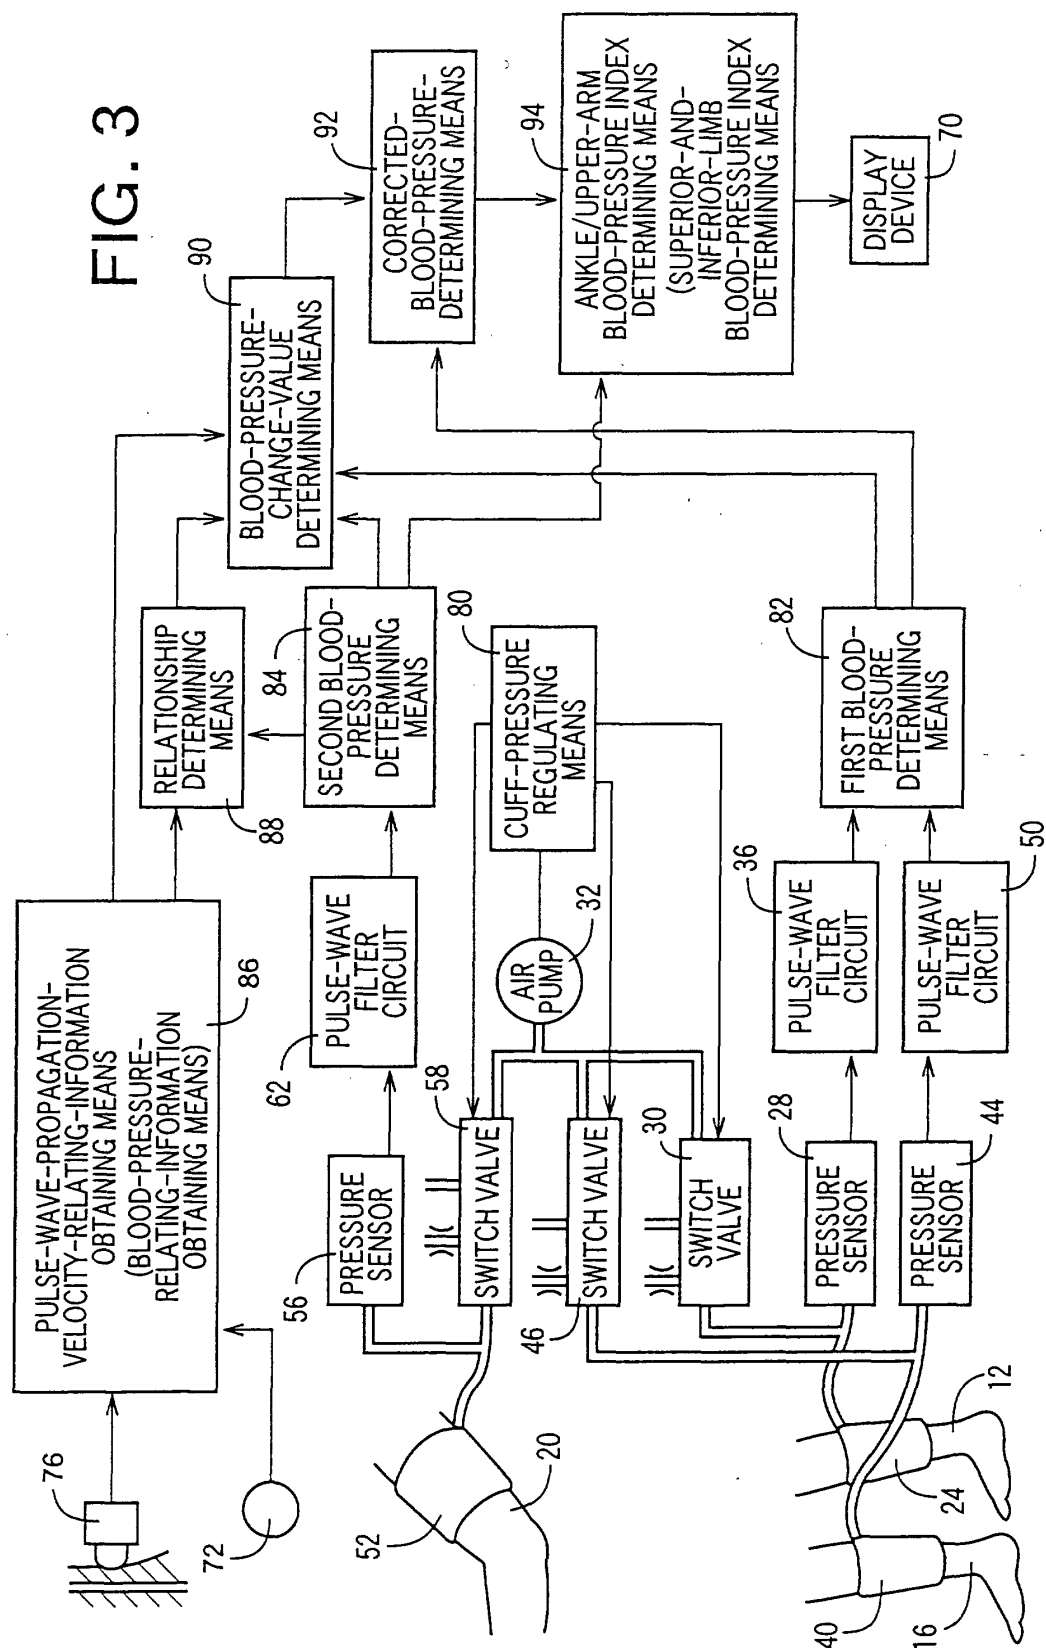 FIG. 3
76
72
PULSE-WAVE-PROPAGATION-
VELOCITY-RELATING-INFORMATION
OBTAINING MEANS
(BLOOD-PRESSURE-
RELATING-INFORMATION
OBTAINING MEANS)
86
RELATIONSHIP
DETERMINING
MEANS
88
BLOOD-PRESSURE-
CHANGE-VALUE
DETERMINING MEANS
90
CORRECTED-
BLOOD-PRESSURE-
DETERMINING MEANS
92
ANKLE/UPPER-ARM
BLOOD-PRESSURE INDEX
DETERMINING MEANS
(SUPERIOR-AND-
INFERIOR-LIMB
BLOOD-PRESSURE INDEX
DETERMINING MEANS
94
DISPLAY
DEVICE
70
52
20
PRESSURE
SENSOR
56
PULSE-WAVE
FILTER
CIRCUIT
62
SECOND BLOOD-
PRESSURE
DETERMINING
MEANS
84
SWITCH VALVE
58
SWITCH VALVE
46
SWITCH
VALVE
30
AIR
PUMP
32
CUFF-PRESSURE
REGULATING
MEANS
80
PRESSURE
SENSOR
28
PRESSURE
SENSOR
44
PULSE-WAVE
FILTER
CIRCUIT
36
PULSE-WAVE
FILTER
CIRCUIT
50
FIRST BLOOD-
PRESSURE
DETERMINING
MEANS
82
40
16
24
12